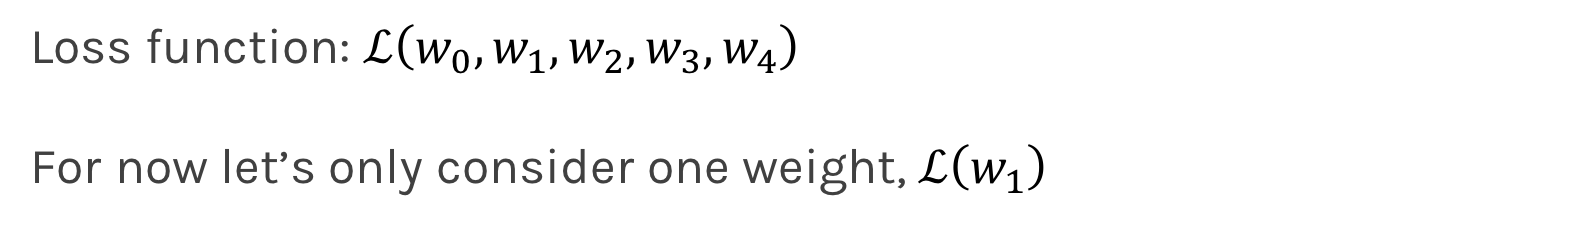 Loss function: ℒ(w₀, w₁, w₂, w₃, w₄)
For now let’s only consider one weight, ℒ(w₁)